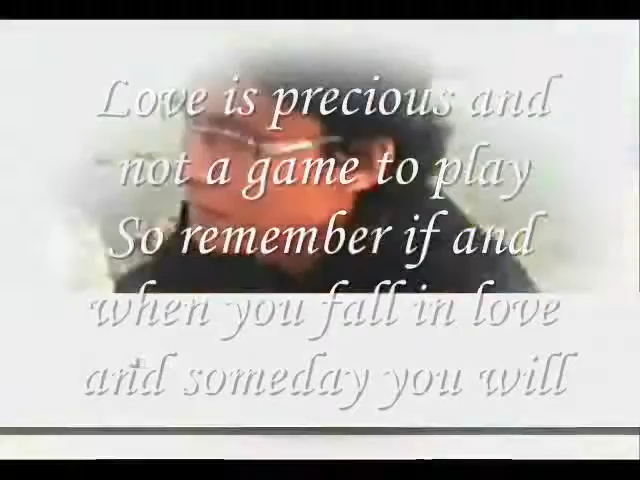 Love is precious and
not a game to play
So remember if and
when you fall in love
and someday you will